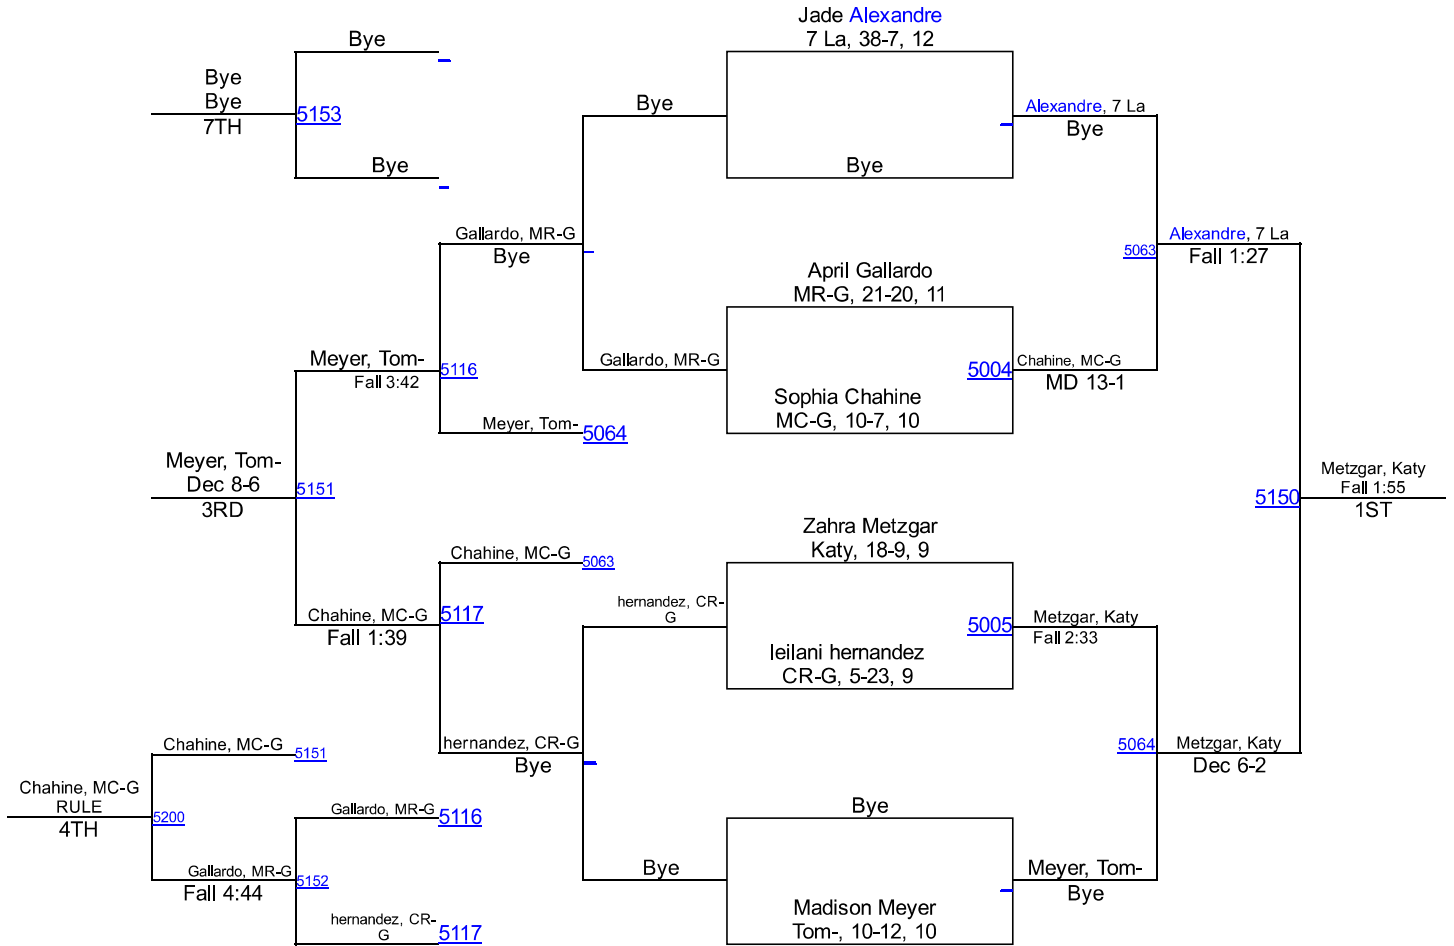 Jade Alexandre
7 La, 38-7, 12
Bye
Bye
Bye
5153
7TH
Bye
Bye
Bye
Alexandre, 7 La
Bye
Gallardo, MR-G
Bye
April Gallardo
MR-G, 21-20, 11
5063
Alexandre, 7 La
Fall 1:27
Meyer, Tom-
Fall 3:42
5116
Gallardo, MR-G
Sophia Chahine
MC-G, 10-7, 10
5004
Chahine, MC-G
MD 13-1
Meyer, Tom-
5064
Meyer, Tom-
Dec 8-6
3RD
5151
5150
Metzgar, Katy
Fall 1:55
1ST
Zahra Metzgar
Katy, 18-9, 9
Chahine, MC-G
5063
Chahine, MC-G
Fall 1:39
5117
hernandez, CR-
G
leilani hernandez
CR-G, 5-23, 9
5005
Metzgar, Katy
Fall 2:33
hernandez, CR-G
Bye
5064
Metzgar, Katy
Dec 6-2
Chahine, MC-G
5151
Chahine, MC-G
RULE
4TH
5200
Gallardo, MR-G
5116
Bye
Gallardo, MR-G
Fall 4:44
5152
Bye
Meyer, Tom-
Bye
hernandez, CR-
G
5117
Madison Meyer
Tom-, 10-12, 10